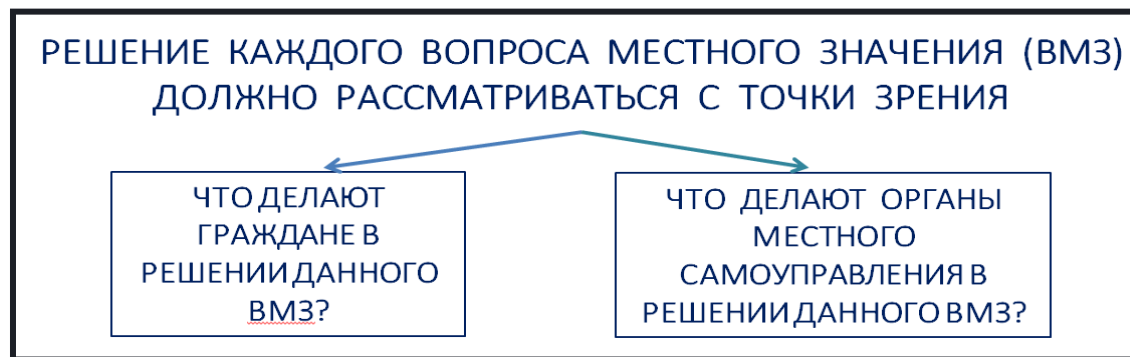 РЕШЕНИЕ КАЖДОГО ВОПРОСА МЕСТНОГО ЗНАЧЕНИЯ (ВМЗ)
ДОЛЖНО РАССМАТРИВАТЬСЯ С ТОЧКИ ЗРЕНИЯ
ЧТО ДЕЛАЮТ
ГРАЖДАНЕ В
РЕШЕНИИ ДАННОГО
ВМЗ?
ЧТО ДЕЛАЮТ ОРГАНЫ
МЕСТНОГО
САМОУПРАВЛЕНИЯ В
РЕШЕНИИ ДАННОГО ВМЗ?